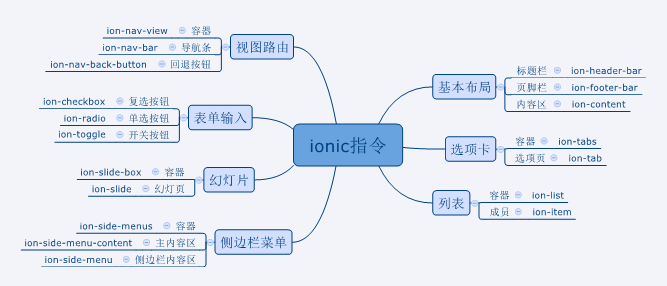 ionic指令
视图路由
ion-nav-view 容器
ion-nav-bar 导航条
ion-nav-back-button 回退按钮
表单输入
ion-checkbox 复选按钮
ion-radio 单选按钮
ion-toggle 开关按钮
幻灯片
ion-slide-box 容器
ion-slide 幻灯页
侧边栏菜单
ion-side-menus 容器
ion-side-menu-content 主内容区
ion-side-menu 侧边栏内容区
基本布局
标题栏 ion-header-bar
页脚栏 ion-footer-bar
内容区 ion-content
选项卡
容器 ion-tabs
选项页 ion-tab
列表
容器 ion-list
成员 ion-item